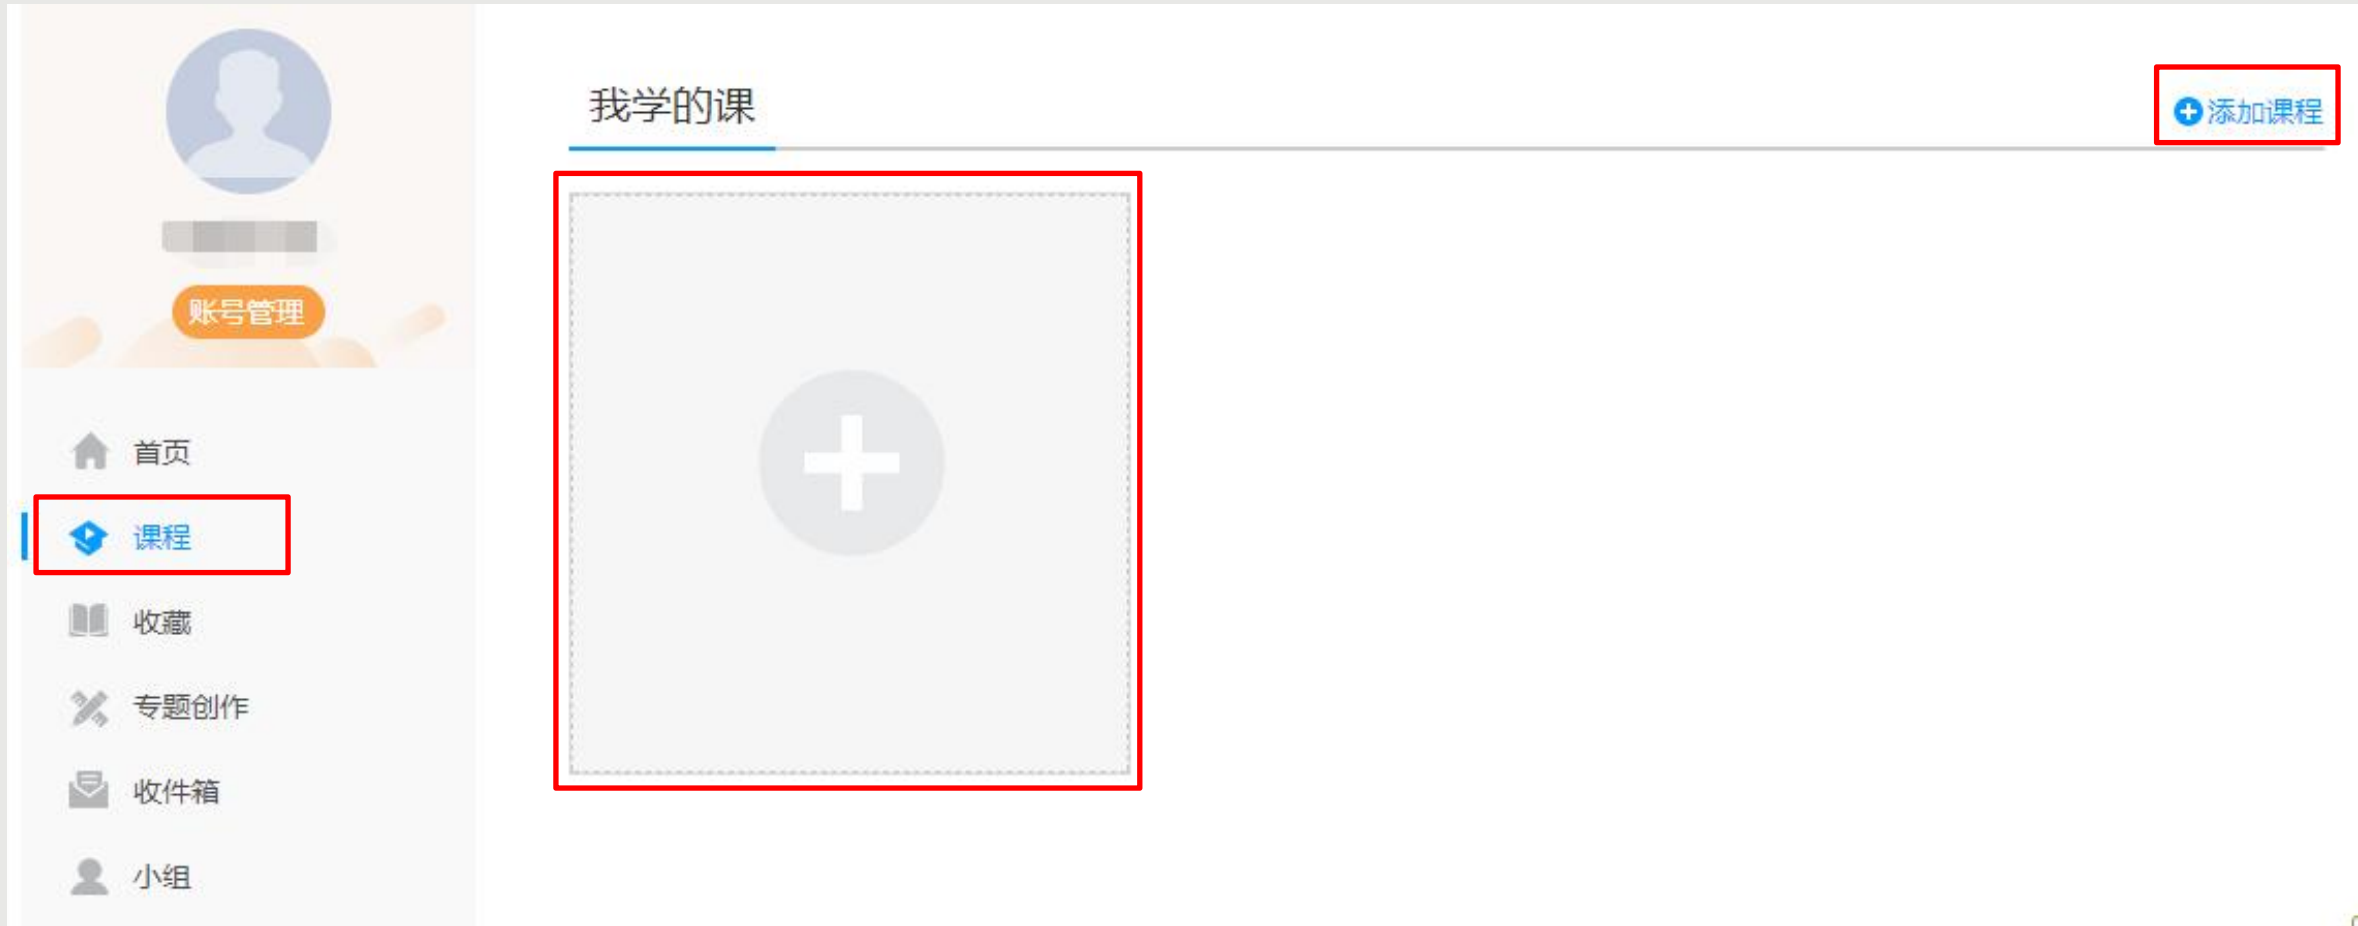 账号管理
首页
课程
收藏
专题创作
收件箱
小组
我学的课
添加课程